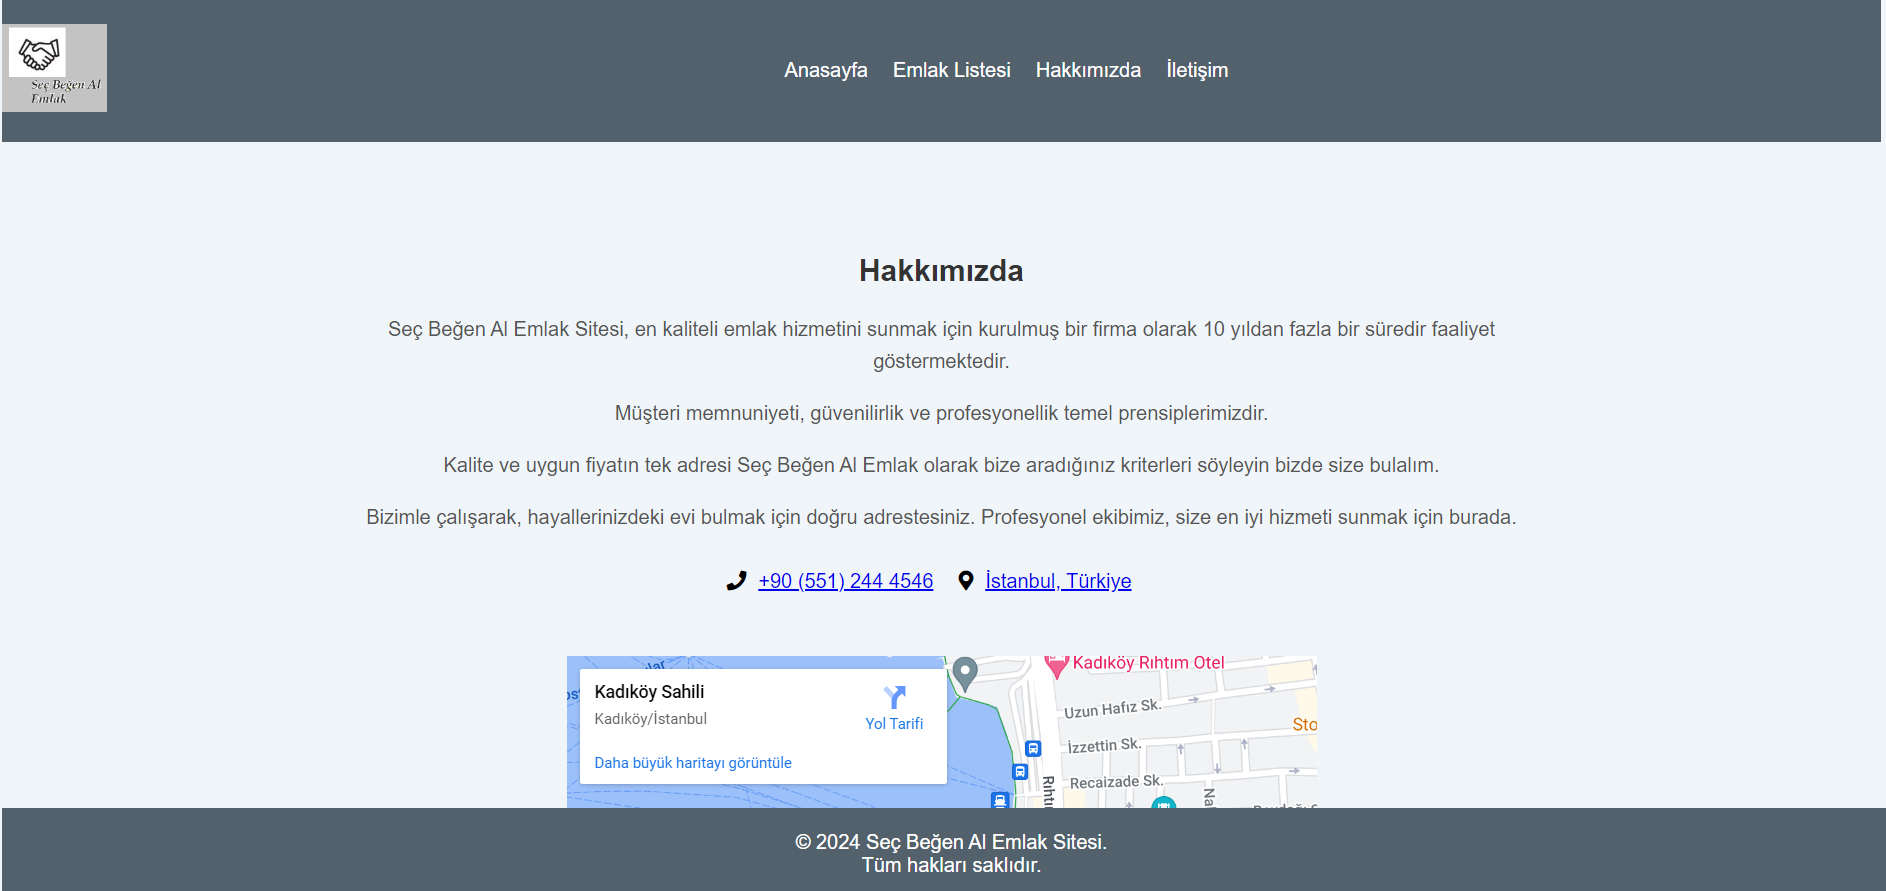 Seç Beğen Al
Emlak
Anasayfa Emlak Listesi Hakkımızda İletişim
Hakkımızda
Seç Beğen Al Emlak Sitesi, en kaliteli emlak hizmetini sunmak için kurulmuş bir firma olarak 10 yıldan fazla bir süredir faaliyet
göstermektedir.
Müşteri memnuniyeti, güvenilirlik ve profesyonellik temel prensiplerimizdir.
Kalite ve uygun fiyatın tek adresi Seç Beğen Al Emlak olarak bize aradığınız kriterleri söyleyin bizde size bulalım.
Bizimle çalışarak, hayallerinizdeki evi bulmak için doğru adrestesiniz. Profesyonel ekibimiz, size en iyi hizmeti sunmak için burada.
+90 (551) 244 4546 İstanbul, Türkiye
Kadıköy Rıhtım Otel
Kadıköy Sahili
Kadıköy/İstanbul
Yol Tarifi
Daha büyük haritayı görüntüle
Uzun Hafız Sk.
Sto
İzzettin Sk.
Recaizade Sk.
© 2024 Seç Beğen Al Emlak Sitesi.
Tüm hakları saklıdır.